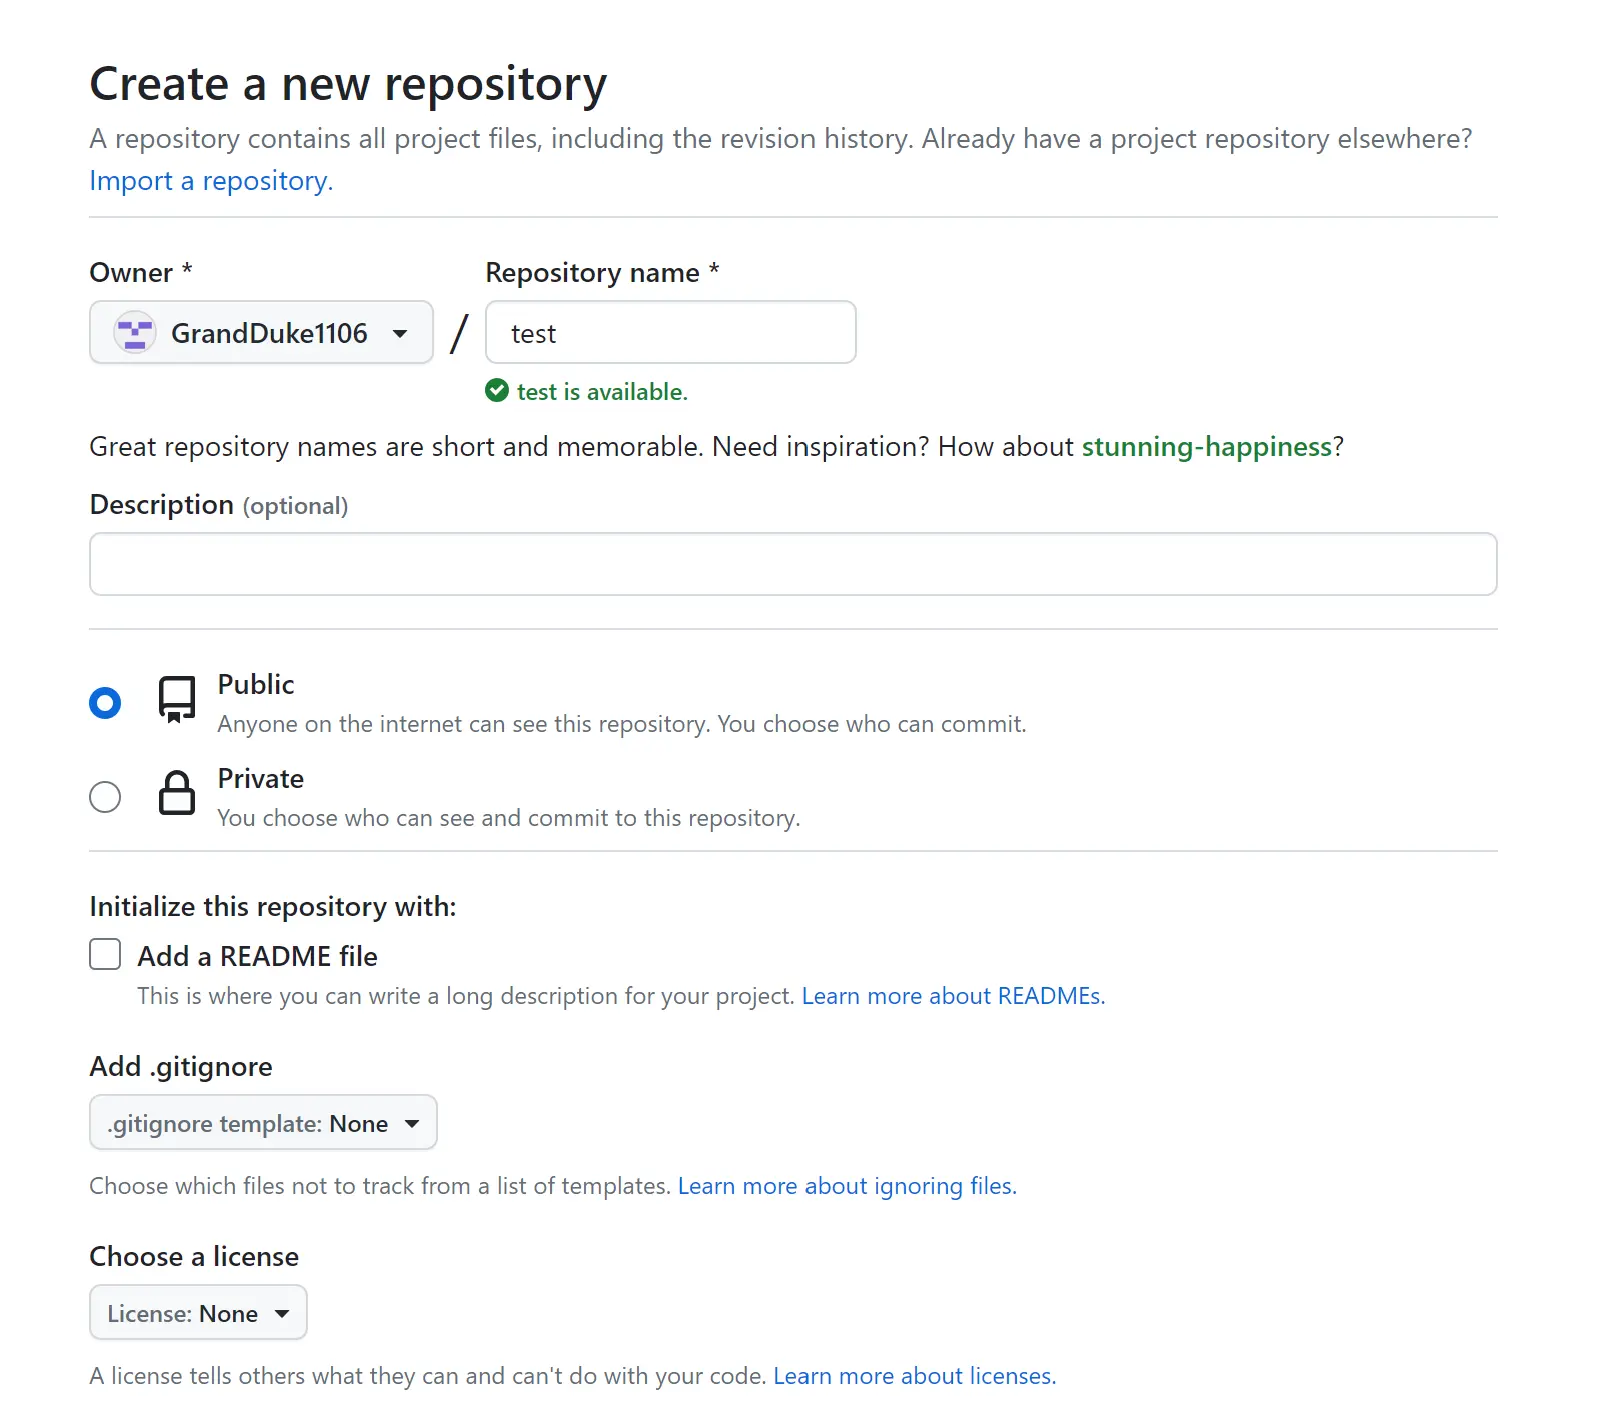 Create a new repository
A repository contains all project files, including the revision history. Already have a project repository elsewhere?
Import a repository.
Owner *
Repository name *
GrandDuke1106
/
test
test is available.
Great repository names are short and memorable. Need inspiration? How about stunning-happiness?
Description (optional)
Public
Anyone on the internet can see this repository. You choose who can commit.
Private
You choose who can see and commit to this repository.
Initialize this repository with:
Add a README file
This is where you can write a long description for your project. Learn more about READMEs.
Add .gitignore
.gitignore template: None
Choose which files not to track from a list of templates. Learn more about ignoring files.
Choose a license
License: None
A license tells others what they can and can't do with your code. Learn more about licenses.